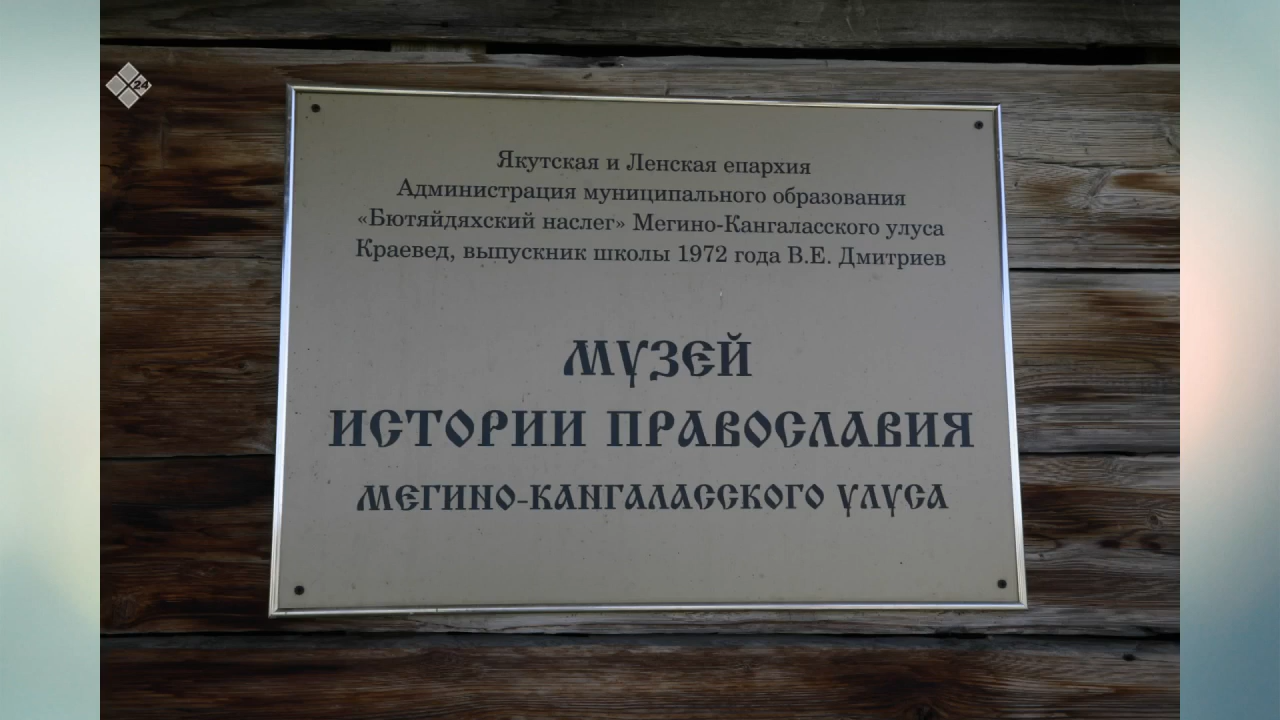 X24
Якутская и Ленская епархия
Администрация муниципального образования
«Бютяйдяхский наслег» Мегино-Кангаласского улуса
Краевед, выпускник школы 1972 года В.Е. Дмитриев
МУЗЕЙ
ИСТОРИИ ПРАВОСЛАВИЯ
МЕГИНО-КАНГАЛАССКОГО УЛУСА